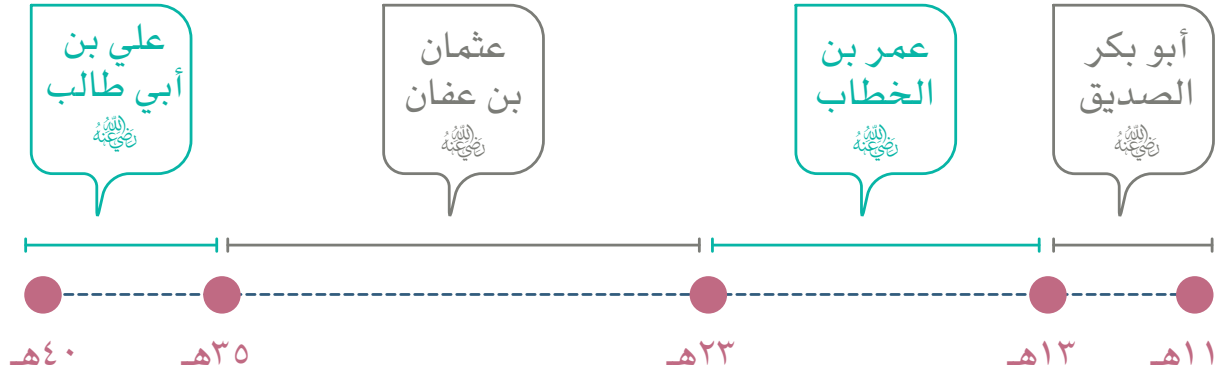 أبو بكر
الصديق
رضي الله عنه
عمر بن
الخطاب
رضي الله عنه
عثمان
بن عفان
رضي الله عنه
علي بن
أبي طالب
رضي الله عنه
١١هـ
١٣هـ
٢٣هـ
٣٥هـ
٤٠هـ